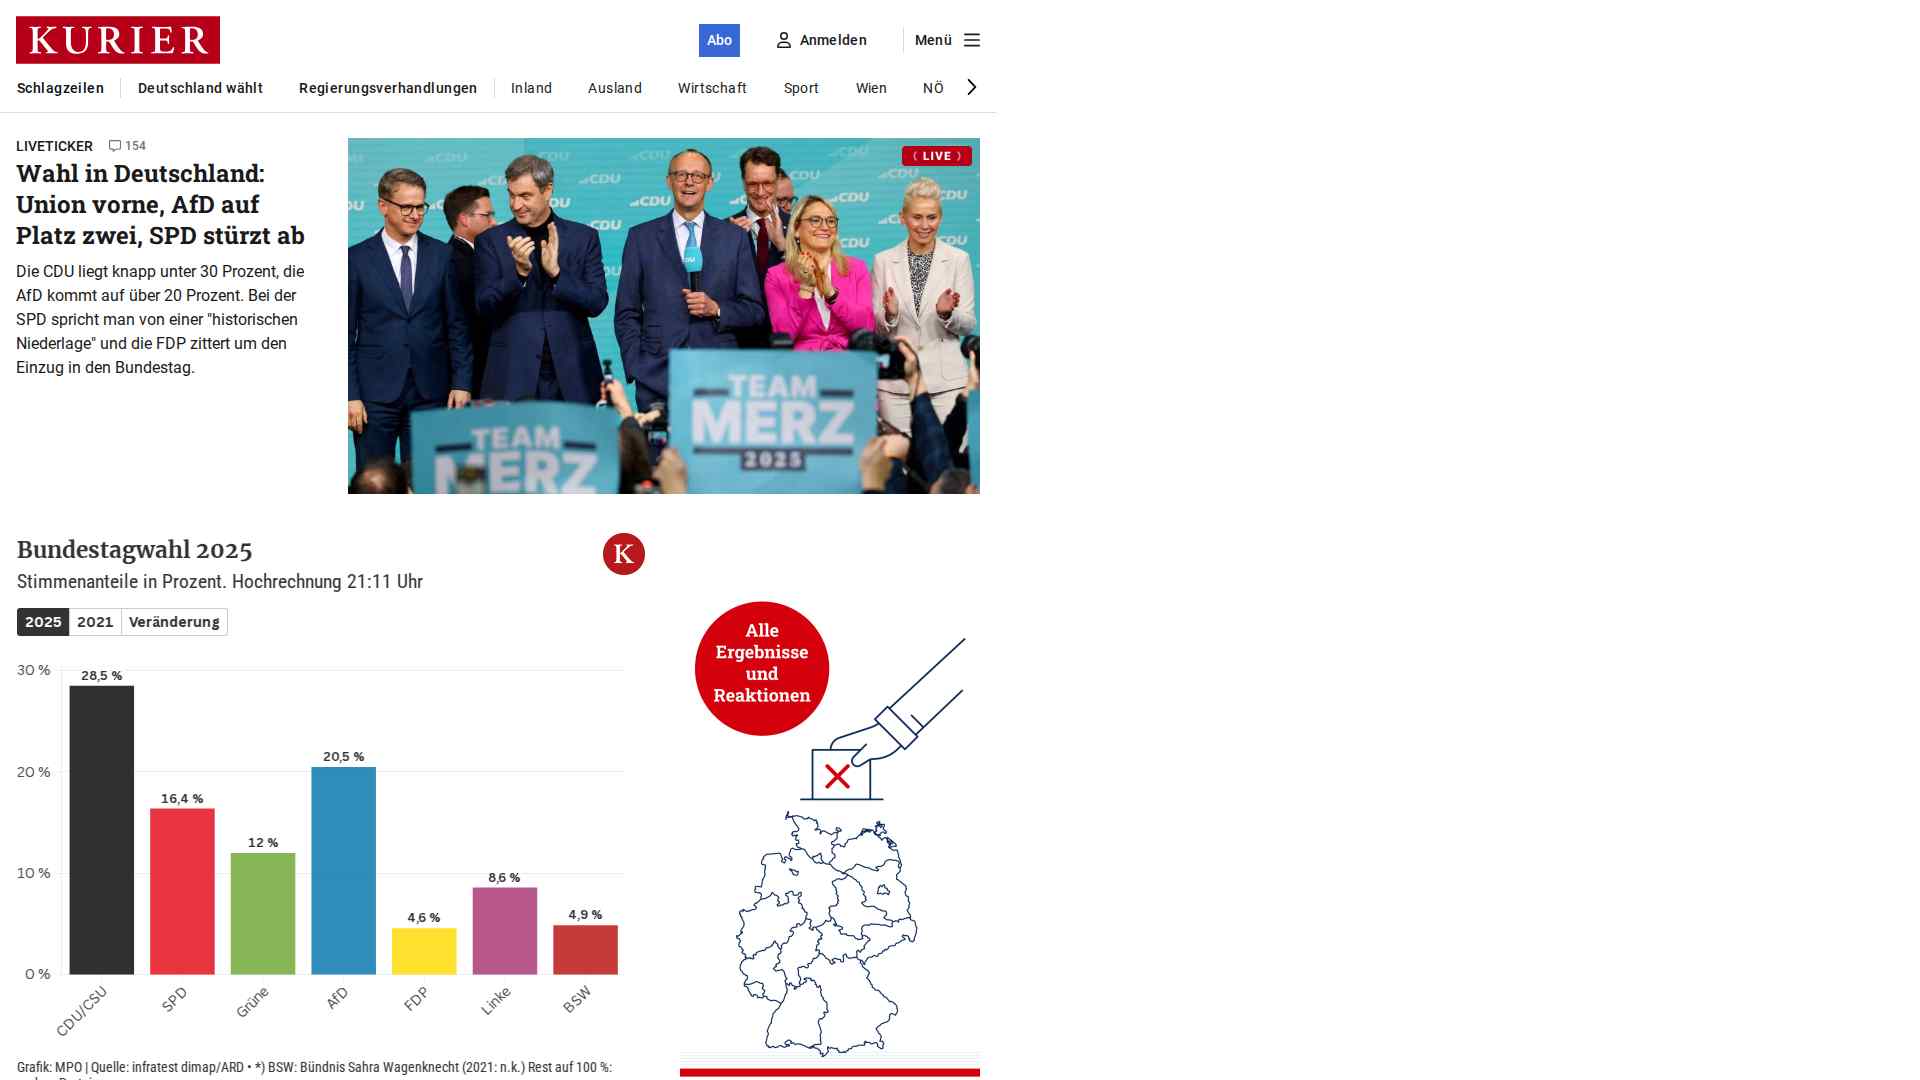 KURIER
Abo
Anmelden
Menü
Schlagzeilen
Deutschland wählt
Regierungsverhandlungen
Inland
Ausland
Wirtschaft
Sport
Wien
NÖ
LIVETICKER 154
Wahl in Deutschland:
Union vorne, AfD auf
Platz zwei, SPD stürzt ab
Die CDU liegt knapp unter 30 Prozent, die
AfD kommt auf über 20 Prozent. Bei der
SPD spricht man von einer "historischen
Niederlage" und die FDP zittert um den
Einzug in den Bundestag.
LIVE
CDU
CDU
CDU
CDU
CDU
CDU
CDU
TEAM
MERZ
2025
TEAM
MERZ
Bundestagwahl 2025
K
Stimmenanteile in Prozent. Hochrechnung 21:11 Uhr
2025
2021
Veränderung
30 %
20 %
10 %
0 %
28,5 %
16,4 %
12 %
20,5 %
4,6 %
8,6 %
4,9 %
CDU/CSU
SPD
Grüne
AfD
FDP
Linke
BSW
Grafik: MPO | Quelle: infratest dimap/ARD • *) BSW: Bündnis Sahra Wagenknecht (2021: n.k.) Rest auf 100 %:
Alle
Ergebnisse
und
Reaktionen